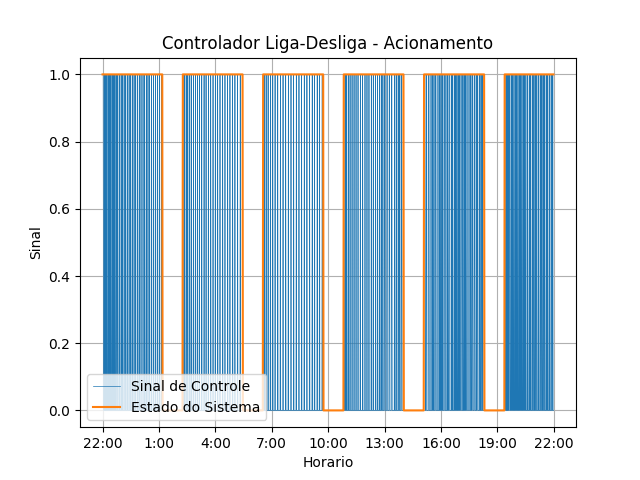 Controlador Liga-Desliga - Acionamento
Sinal
1.0
0.8
0.6
0.4
0.2
0.0
Sinal de Controle
Estado do Sistema
22:00 1:00 4:00 7:00 10:00 13:00 16:00 19:00 22:00
Horario